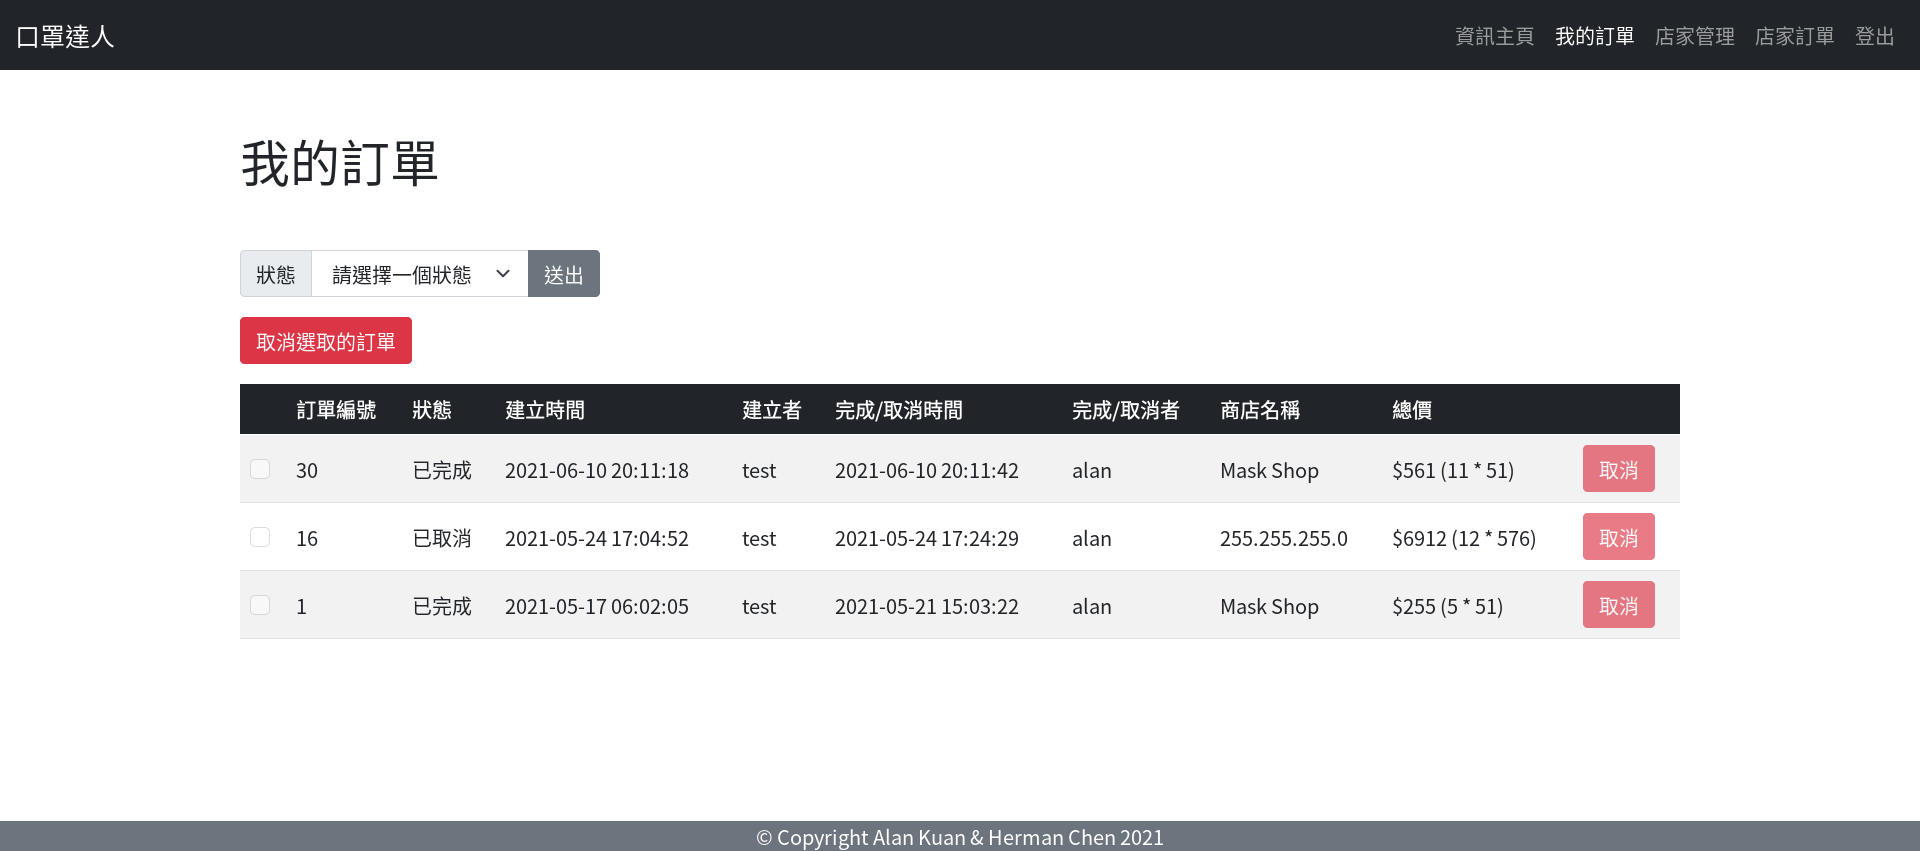 口罩達人 資訊主頁 我的訂單 店家管理 店家訂單 登出
我的訂單
狀態 請選擇一個狀態 送出
取消選取的訂單
訂單編號 狀態 建立時間 建立者 完成/取消時間 完成/取消者 商店名稱 總價
30 已完成 2021-06-10 20:11:18 test 2021-06-10 20:11:42 alan Mask Shop $561 (11 * 51) 取消
16 已取消 2021-05-24 17:04:52 test 2021-05-24 17:24:29 alan 255.255.255.0 $6912 (12 * 576) 取消
1 已完成 2021-05-17 06:02:05 test 2021-05-21 15:03:22 alan Mask Shop $255 (5 * 51) 取消
© Copyright Alan Kuan & Herman Chen 2021